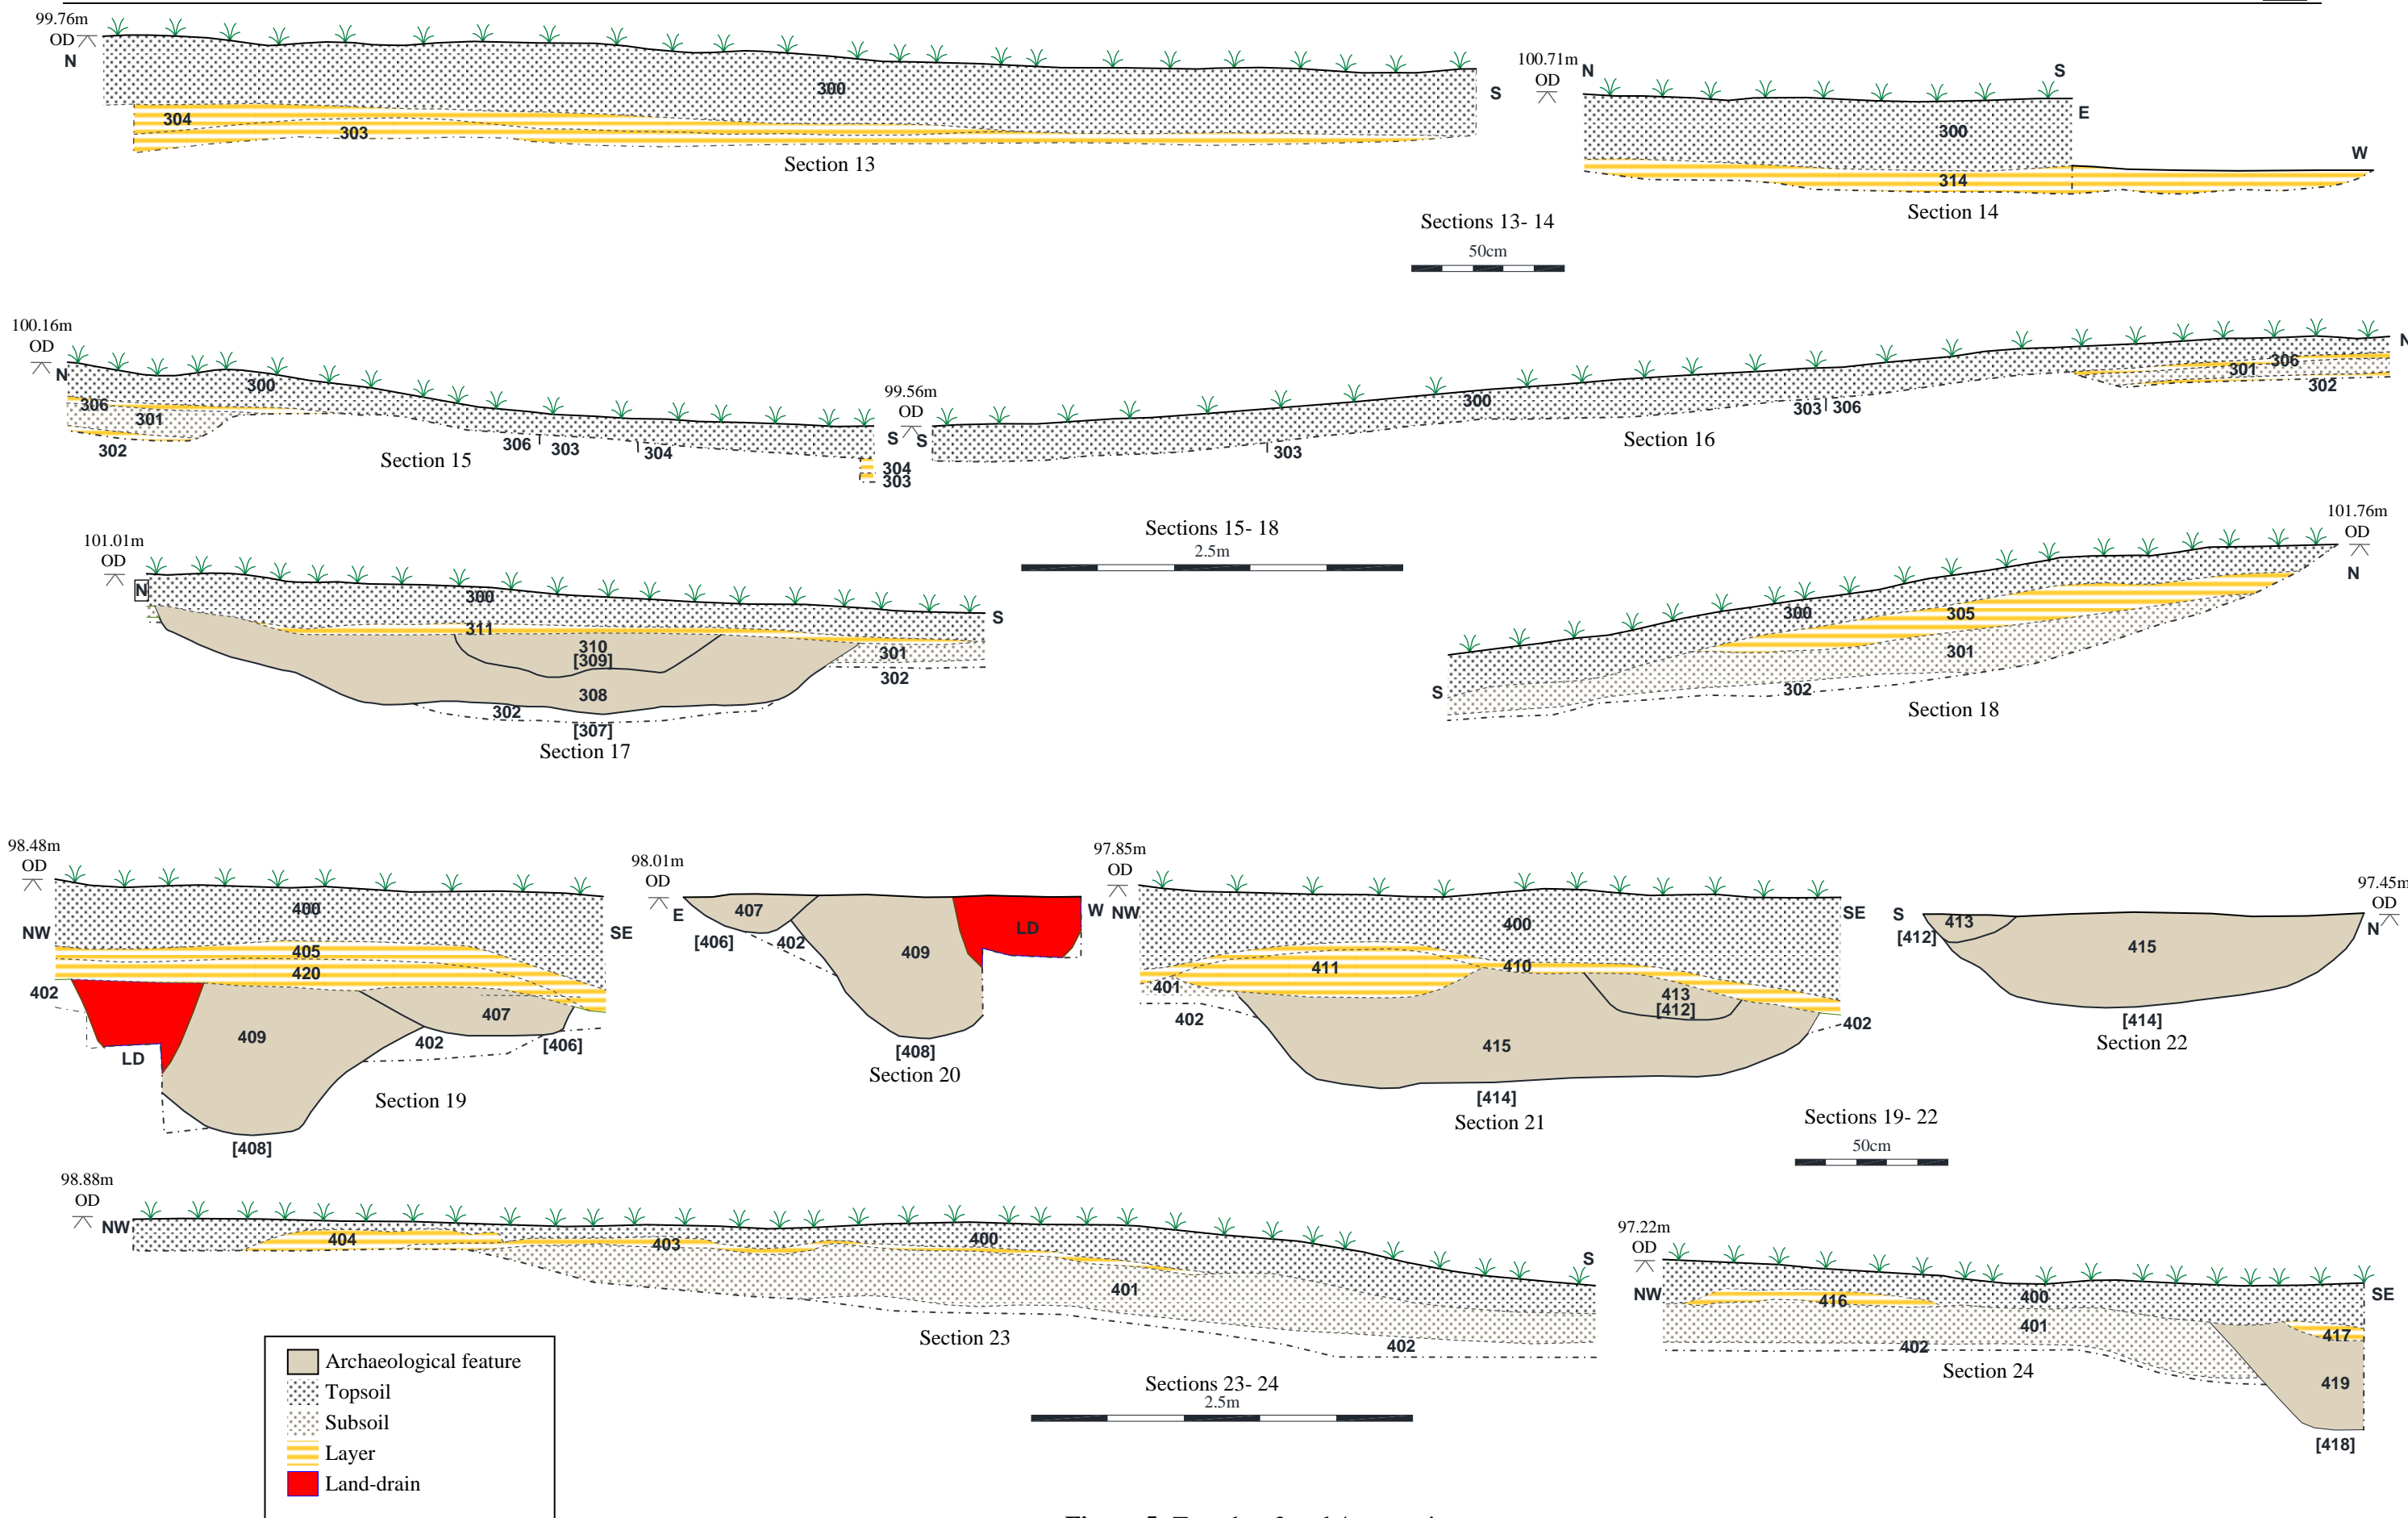 99.76m
OD
N
300
304
303
S
Section 13
100.71m
OD
N
S
E
300
314
W
Section 14
Sections 13- 14
50cm
100.16m
OD
N
300
306
301
302
Section 15
306
303
304
S
304
303
99.56m
OD
S
300
303
303
306
Section 16
301
306
302
N
Sections 15- 18
2.5m
101.01m
OD
N
300
311
310
[309]
308
302
[307]
301
302
S
Section 17
101.76m
OD
N
300
305
301
302
S
Section 18
98.48m
OD
NW
400
SE
405
420
402
409
407
402
[406]
LD
[408]
Section 19
98.01m
OD
E
407
[406]
402
409
LD
W
[408]
Section 20
97.85m
OD
NW
400
SE
411
410
401
402
413
[412]
402
415
[414]
Section 21
97.45m
OD
S
N
413
[412]
415
[414]
Section 22
Sections 19- 22
50cm
98.88m
OD
NW
404
403
400
401
402
S
Section 23
97.22m
OD
NW
416
400
SE
401
402
417
419
[418]
Section 24
Sections 23- 24
2.5m
Archaeological feature
Topsoil
Subsoil
Layer
Land-drain